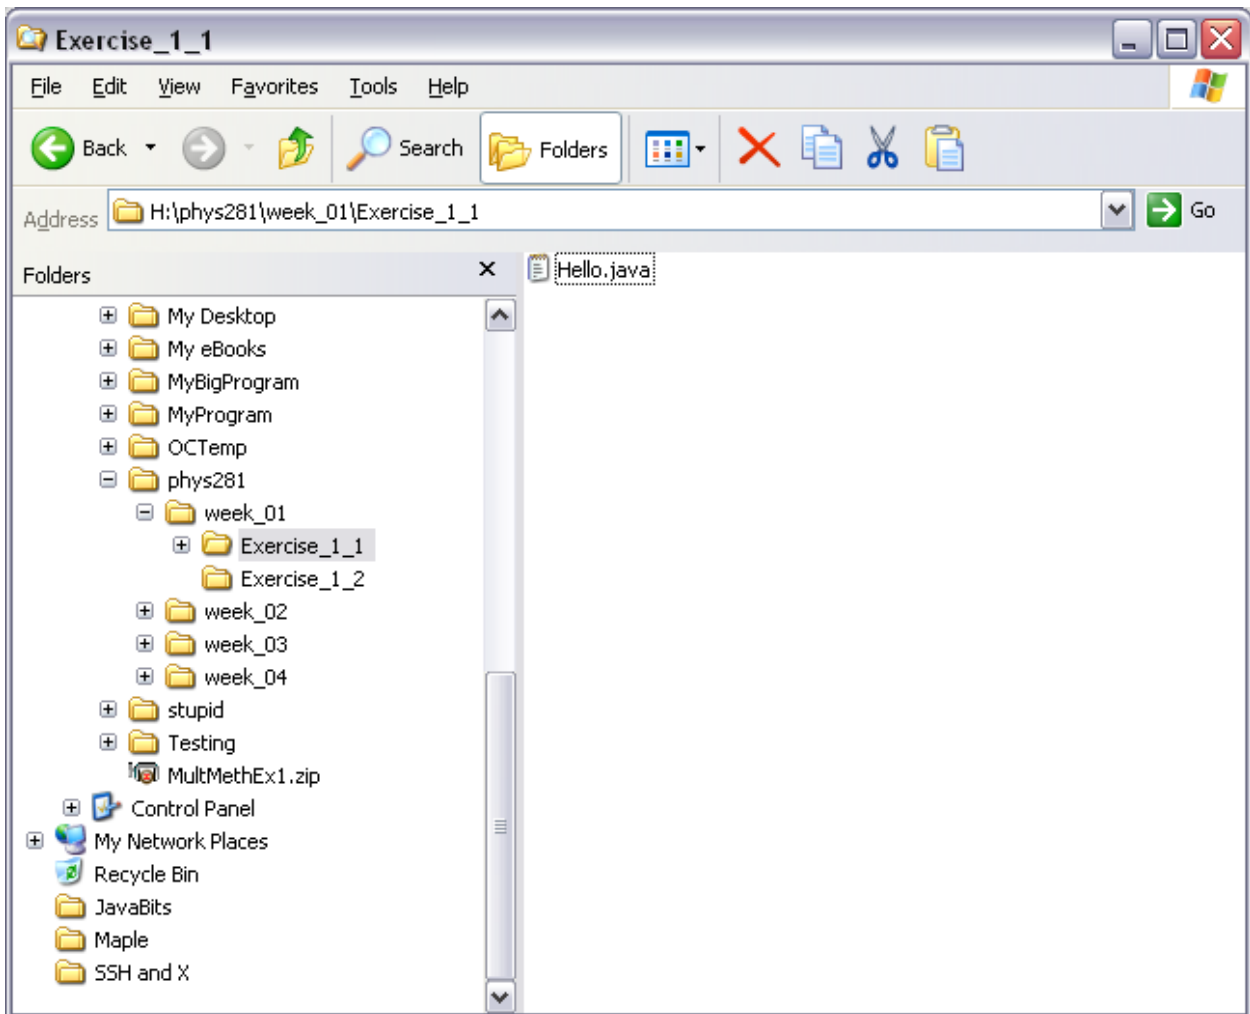 Exercise_1_1
File Edit View Favorites Tools Help
Back Search Folders
Address H:\phys281\week_01\Exercise_1_1 Go
Folders
Hello.java
My Desktop
My eBooks
MyBigProgram
MyProgram
OCTemp
phys281
week_01
Exercise_1_1
Exercise_1_2
week_02
week_03
week_04
stupid
Testing
MultMethEx1.zip
Control Panel
My Network Places
Recycle Bin
JavaBits
Maple
SSH and X